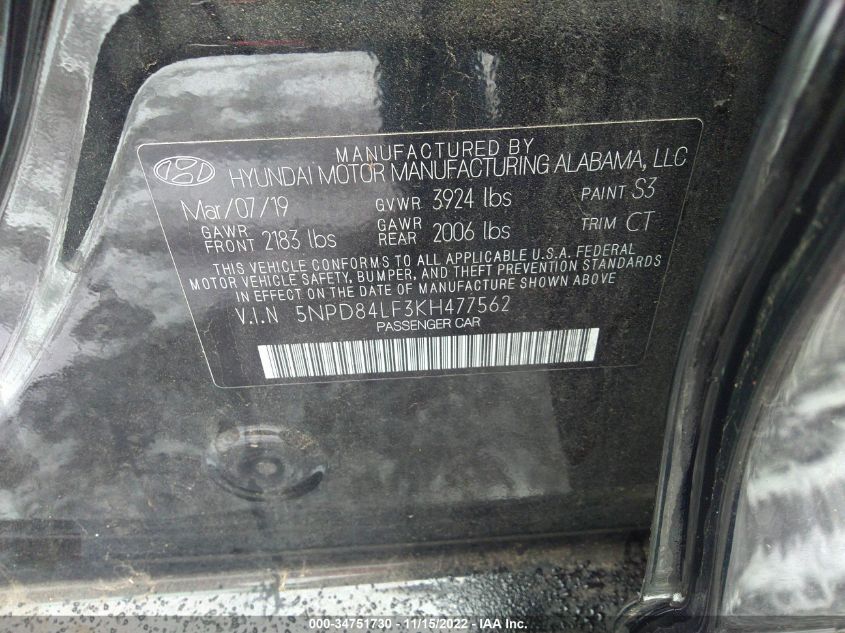 MANUFACTURED BY
HYUNDAI MOTOR MANUFACTURING ALABAMA, LLC
Mar/07/19 GVWR 3924 lbs PAINT S3
GAWR FRONT 2183 lbs GAWR REAR 2006 lbs TRIM CT
THIS VEHICLE CONFORMS TO ALL APPLICABLE U.S.A. FEDERAL
MOTOR VEHICLE SAFETY, BUMPER, AND THEFT PREVENTION STANDARDS
IN EFFECT ON THE DATE OF MANUFACTURE SHOWN ABOVE
V.I.N 5NPD84LF3KH477562
PASSENGER CAR
000-34751730 - 11/15/2022 - IAA Inc.